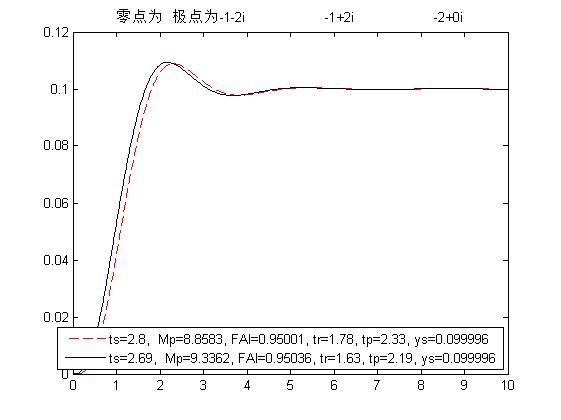 零点为 极点为-1-2i -1+2i -2+0i
0.12
0.1
0.08
0.06
0.04
0.02
0
ts=2.8, Mp=8.8583, FAI=0.95001, tr=1.78, tp=2.33, ys=0.099996
ts=2.69, Mp=9.3362, FAI=0.95036, tr=1.63, tp=2.19, ys=0.099996
0 1 2 3 4 5 6 7 8 9 10